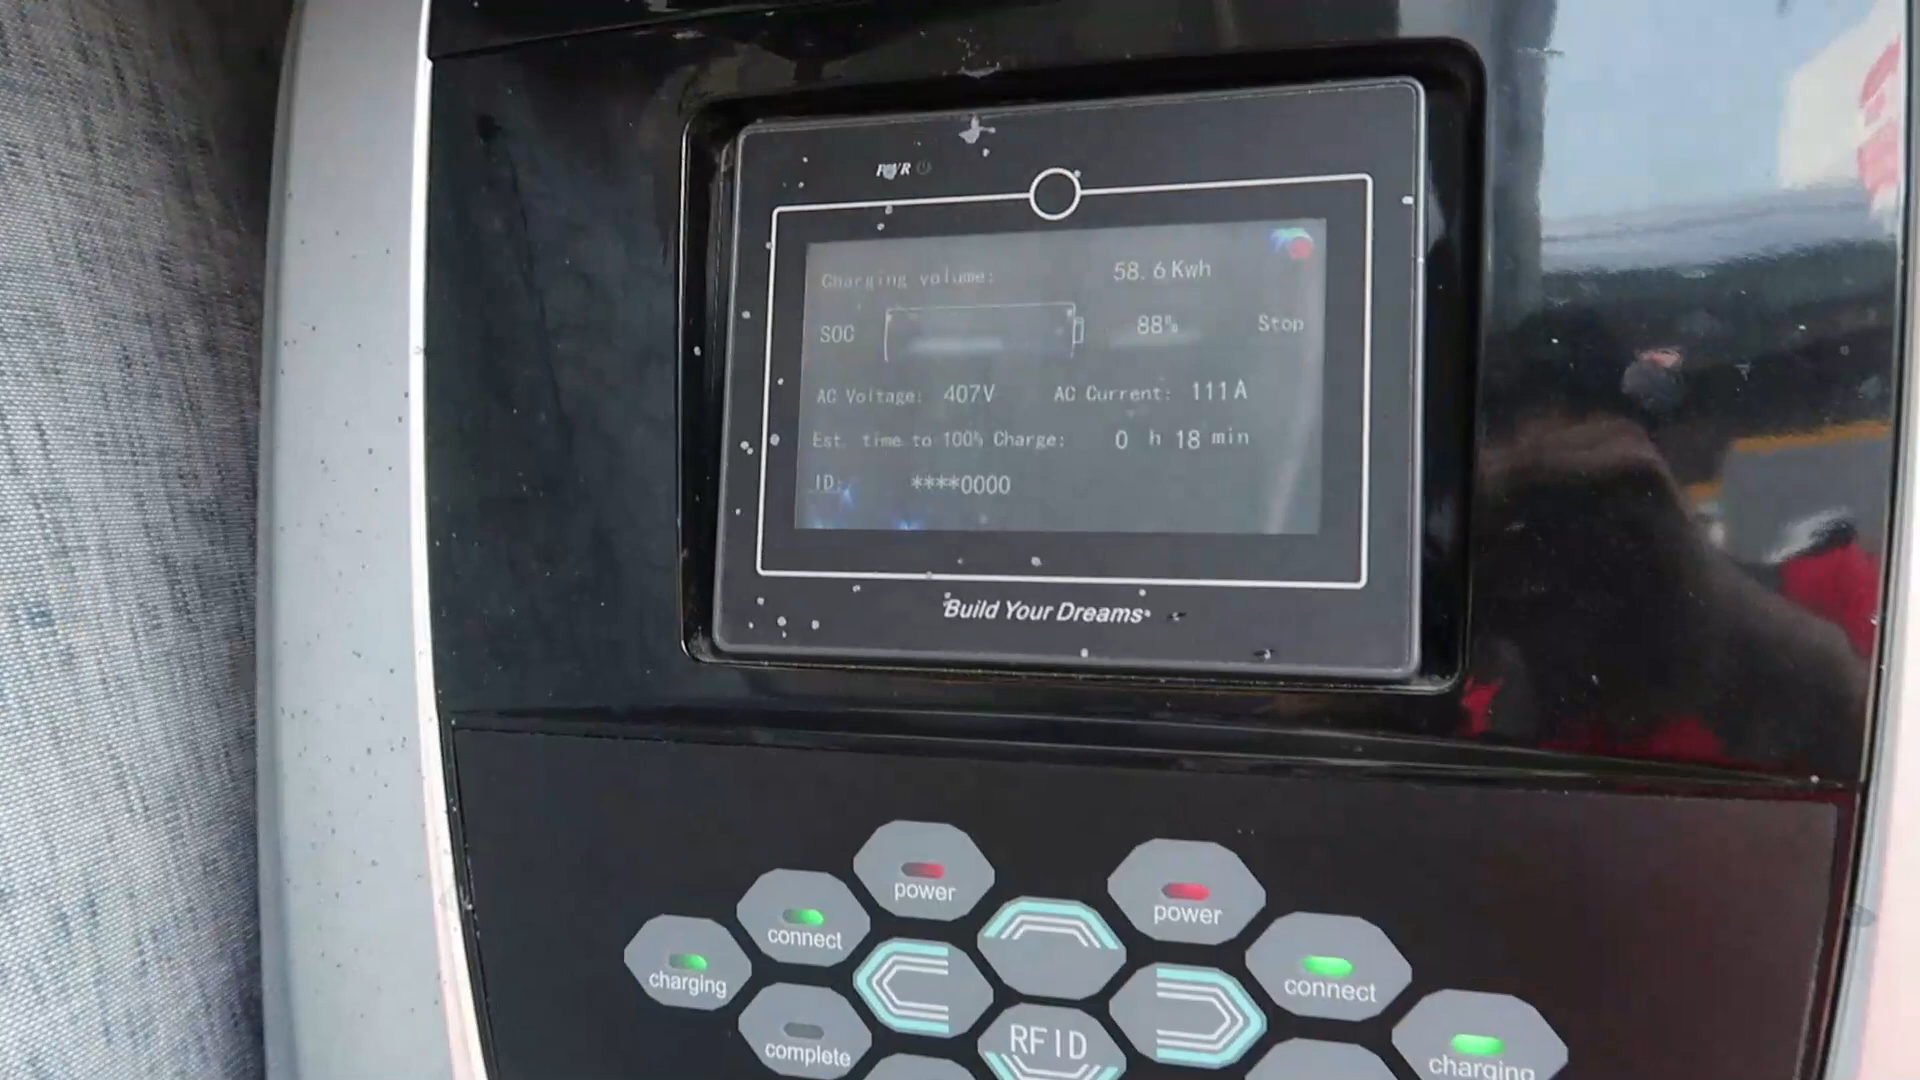 PWR
Charging volume: 58.6 Kwh
SOC 88% Stop
AC Voltage: 407V AC Current: 111A
Est. time to 100% Charge: 0 h 18 min
ID: ****0000
Build Your Dreams
power
power
connect
connect
charging
charging
complete
RFID